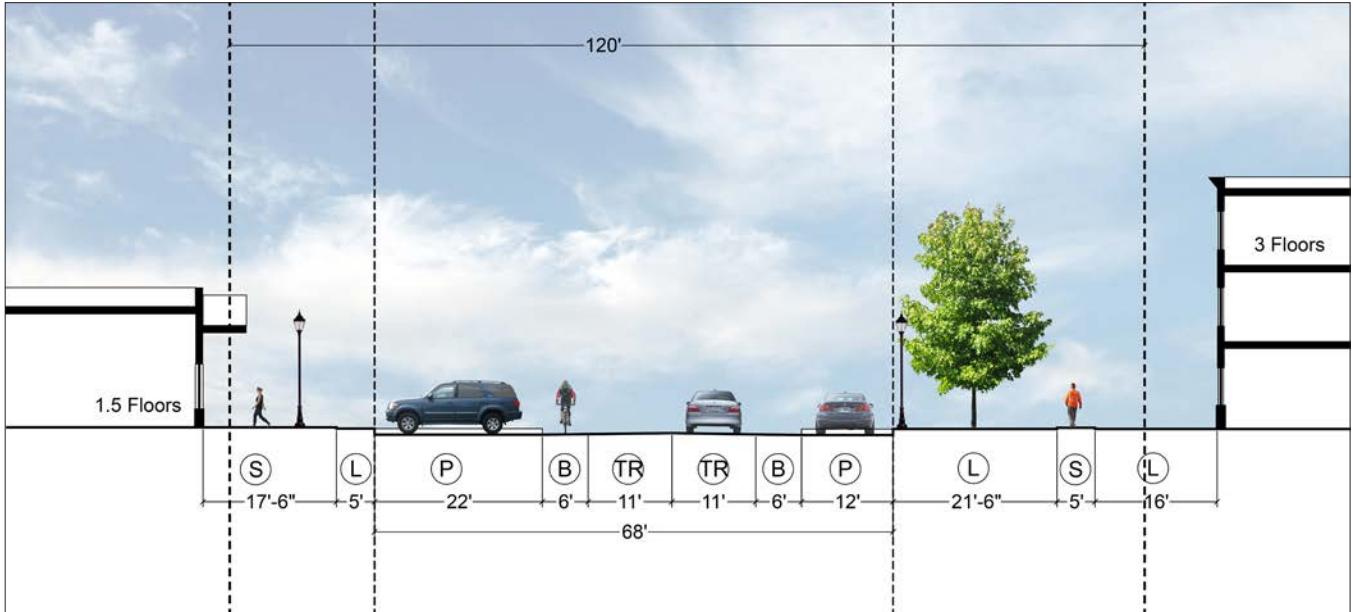 120'
3 Floors
1.5 Floors
S L P B TR TR B P L S L
17'-6" 5' 22' 6' 11' 11' 6' 12' 21'-6" 5' 16'
68'